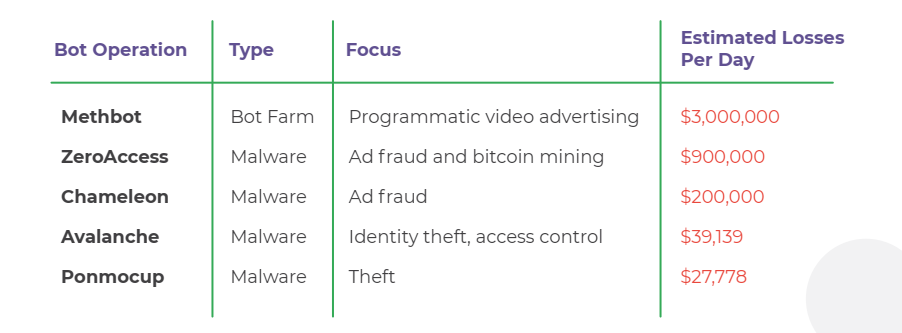 Bot Operation Type Focus Estimated Losses Per Day
Methbot Bot Farm Programmatic video advertising $3,000,000
ZeroAccess Malware Ad fraud and bitcoin mining $900,000
Chameleon Malware Ad fraud $200,000
Avalanche Malware Identity theft, access control $39,139
Ponmocup Malware Theft $27,778